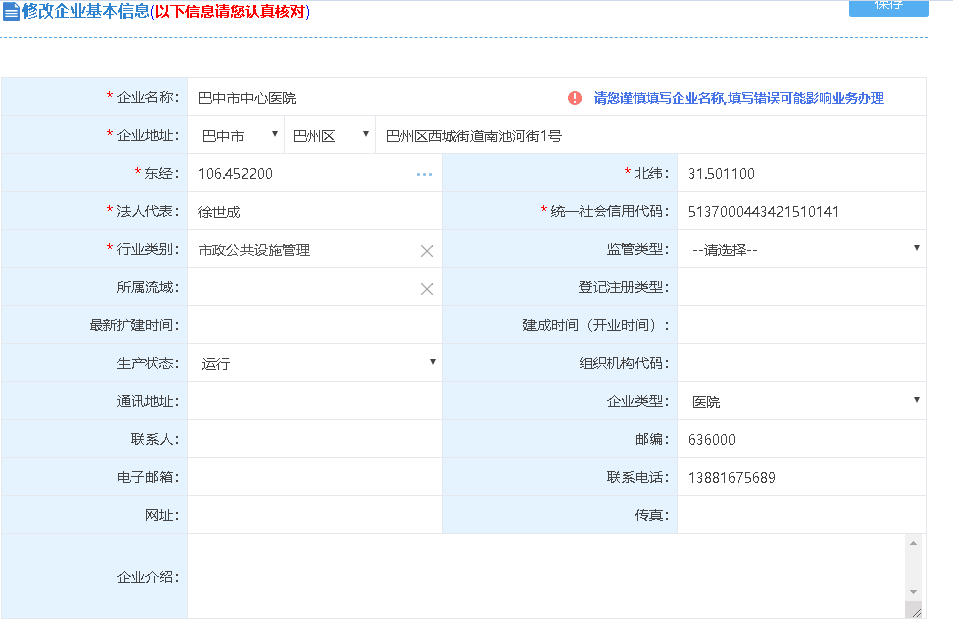 修改企业基本信息(以下信息请您认真核对)
保存
* 企业名称: 巴中市中心医院 请您谨慎填写企业名称,填写错误可能影响业务办理
* 企业地址: 巴中市 巴州区 巴州区西城街道南池河街1号
* 东经: 106.452200 * 北纬: 31.501100
* 法人代表: 徐世成 * 统一社会信用代码: 5137000443421510141
* 行业类别: 市政公共设施管理 监管类型: --请选择--
所属流域: 登记注册类型:
最新扩建时间: 建成时间（开业时间）:
生产状态: 运行 组织机构代码:
通讯地址: 企业类型: 医院
联系人: 邮编: 636000
电子邮箱: 联系电话: 13881675689
网址: 传真:
企业介绍: